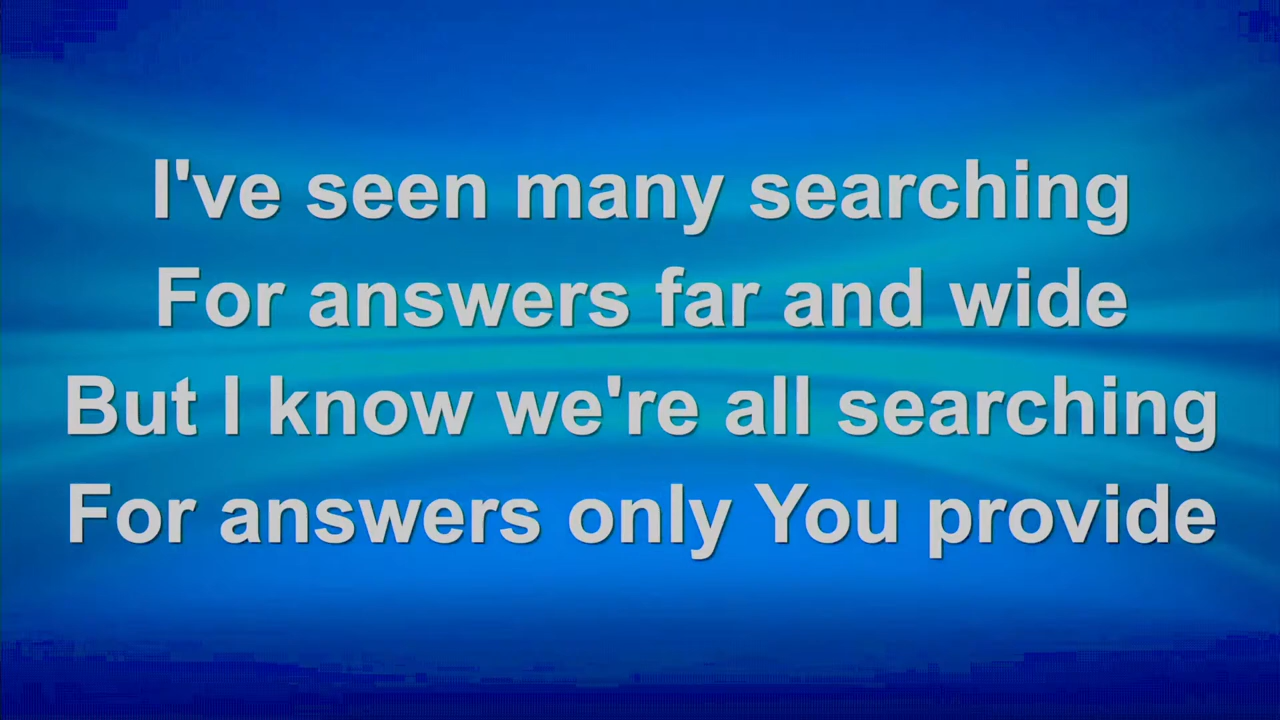 I've seen many searching
For answers far and wide
But I know we're all searching
For answers only You provide